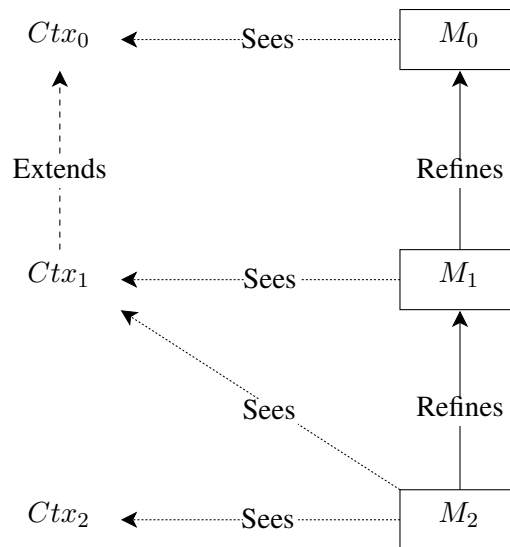 Ctx₀ Sees M₀
Extends Refines
Ctx₁ Sees M₁
Sees Refines
Ctx₂ Sees M₂